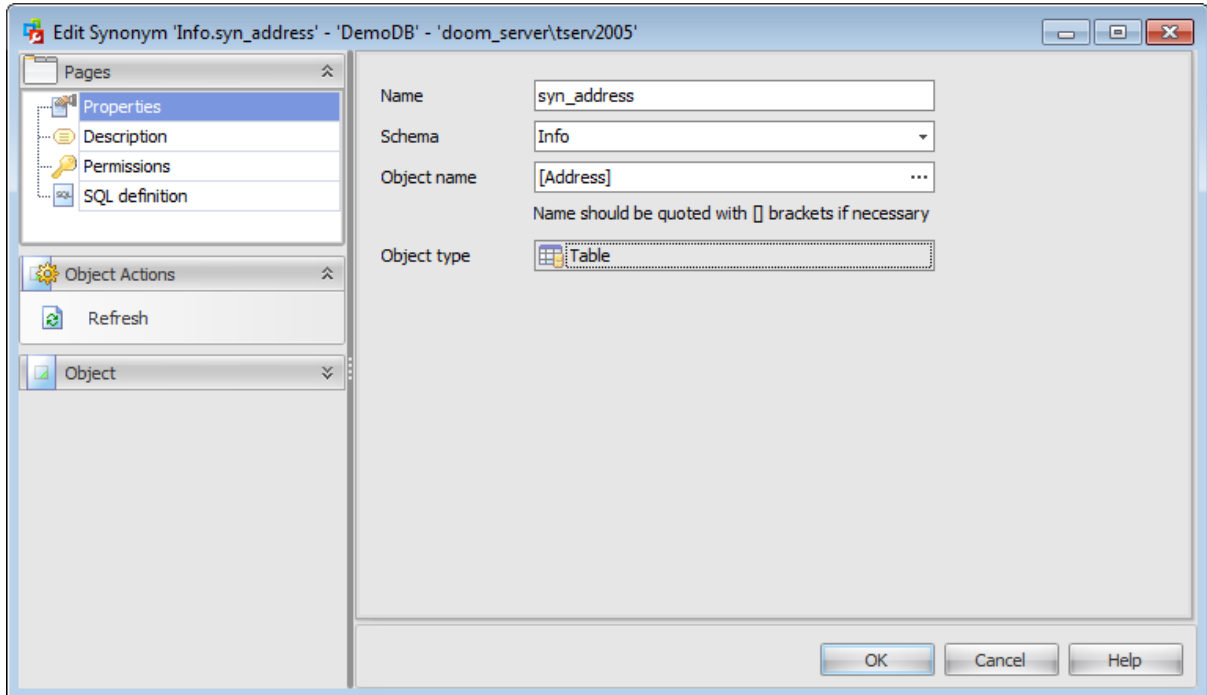 Edit Synonym 'Info.syn_address' - 'DemoDB' - 'doom_server\tserv2005'
Pages
Properties
Description
Permissions
SQL definition
Object Actions
Refresh
Object
Name
syn_address
Schema
Info
Object name
[Address]
...
Name should be quoted with [] brackets if necessary
Object type
Table
OK
Cancel
Help